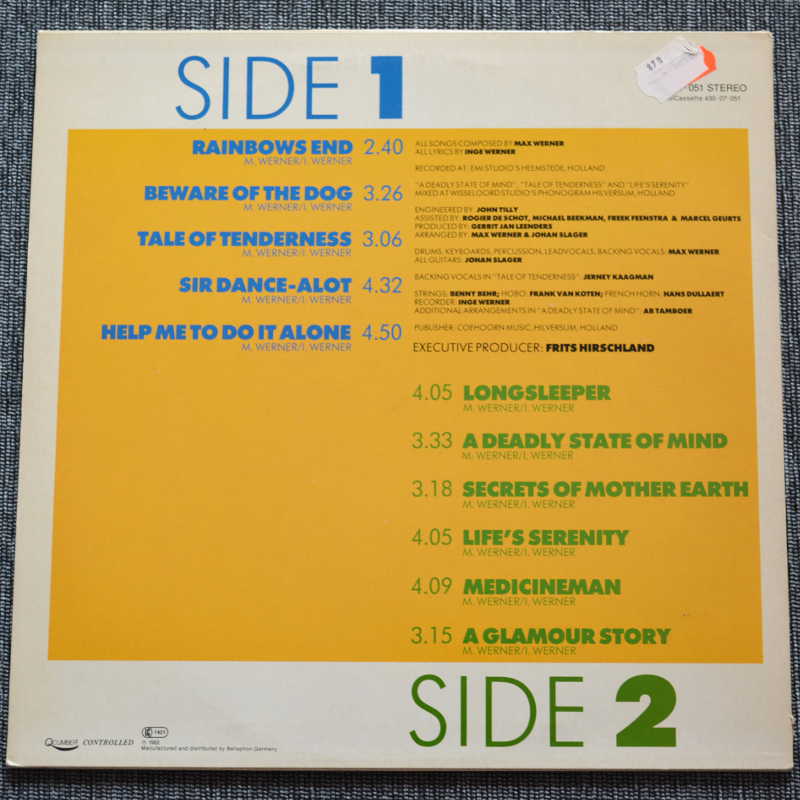 SIDE 1
051 STEREO
430-07-051
RAINBOWS END 2.40
M. WERNER/I. WERNER
BEWARE OF THE DOG 3.26
M. WERNER/I. WERNER
TALE OF TENDERNESS 3.06
M. WERNER/I. WERNER
SIR DANCE-ALOT 4.32
M. WERNER/I. WERNER
HELP ME TO DO IT ALONE 4.50
M. WERNER/I. WERNER
ALL SONGS COMPOSED BY MAX WERNER
ALL LYRICS BY INGE WERNER
RECORDED AT: EMI STUDIO'S HEEMSTEDE, HOLLAND
"A DEADLY STATE OF MIND", "TALE OF TENDERNESS" AND "LIFE'S SERENITY"
MIXED AT WISSELOORD STUDIO'S PHONOGRAM HILVERSUM, HOLLAND
ENGINEERED BY: JOHN TILLY
ASSISTED BY: ROGIER DE SCHOT, MICHAEL BEEKMAN, FREEK FEENSTRA & MARCEL GEURTS
PRODUCED BY: GERRIT JAN LEENDERS
ARRANGED BY: MAX WERNER & JOHAN SLAGER
DRUMS, KEYBOARDS, PERCUSSION, LEADVOCALS, BACKING VOCALS: MAX WERNER
ALL GUITARS: JOHAN SLAGER
BACKING VOCALS IN "TALE OF TENDERNESS": JERNEY KAAGMAN
STRINGS: BENNY BEHR; HOBO: FRANK VAN KOTEN; FRENCH HORN: HANS DULLAERT
RECORDER: INGE WERNER
ADDITIONAL ARRANGEMENTS IN "A DEADLY STATE OF MIND": AB TAMBOER
PUBLISHER: COEHOORN MUSIC, HILVERSUM, HOLLAND
EXECUTIVE PRODUCER: FRITS HIRSCHLAND
4.05 LONGSLEEPER
M. WERNER/I. WERNER
3.33 A DEADLY STATE OF MIND
M. WERNER/I. WERNER
3.18 SECRETS OF MOTHER EARTH
M. WERNER/I. WERNER
4.05 LIFE'S SERENITY
M. WERNER/I. WERNER
4.09 MEDICINEMAN
M. WERNER/I. WERNER
3.15 A GLAMOUR STORY
M. WERNER/I. WERNER
SIDE 2
QCUMBER CONTROLLED
℗ 1982
Manufactured and distributed by Bellaphon Germany